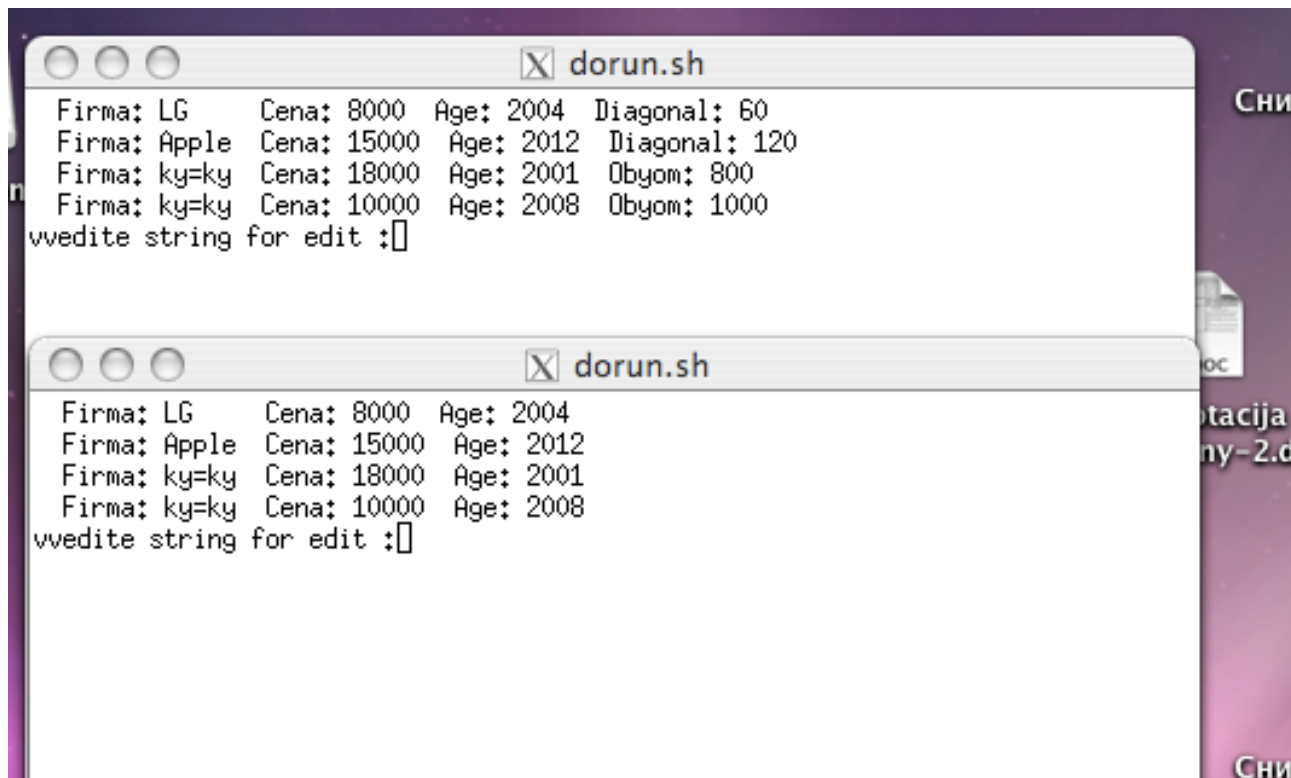 dorun.sh
Firma: LG Cena: 8000 Age: 2004 Diagonal: 60
Firma: Apple Cena: 15000 Age: 2012 Diagonal: 120
Firma: ky=ky Cena: 18000 Age: 2001 Obyom: 800
Firma: ky=ky Cena: 10000 Age: 2008 Obyom: 1000
vvedite string for edit :
dorun.sh
Firma: LG Cena: 8000 Age: 2004
Firma: Apple Cena: 15000 Age: 2012
Firma: ky=ky Cena: 18000 Age: 2001
Firma: ky=ky Cena: 10000 Age: 2008
vvedite string for edit :
Сни
tacija
ny-2.d
Сни